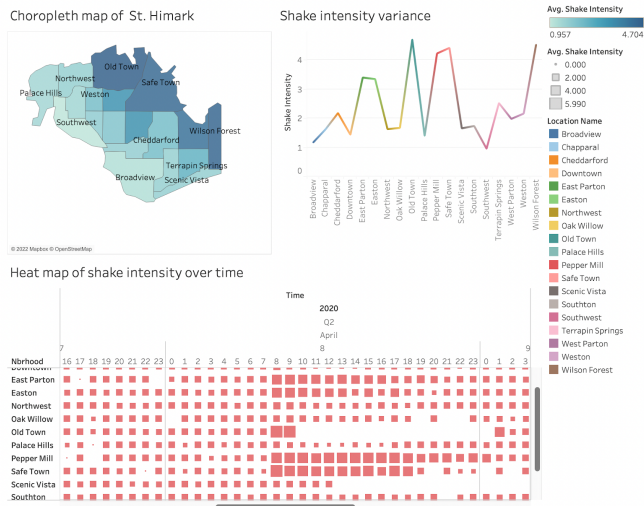 Choropleth map of  St. Himark
Old Town
Northwest
Safe Town
Palace Hills
Weston
Southwest
Wilson Forest
Cheddarford
Terrapin Springs
Broadview
Scenic Vista
© 2022 Mapbox © OpenStreetMap
Shake intensity variance
Shake Intensity
4
3
2
1
0
Broadview
Chapparal
Cheddarford
Downtown
East Parton
Easton
Northwest
Oak Willow
Old Town
Palace Hills
Pepper Mill
Safe Town
Scenic Vista
Southton
Southwest
Terrapin Springs
West Parton
Weston
Wilson Forest
Avg. Shake Intensity
0.957 4.704
Avg. Shake Intensity
0.000
2.000
4.000
5.990
Location Name
Broadview
Chapparal
Cheddarford
Downtown
East Parton
Easton
Northwest
Oak Willow
Old Town
Palace Hills
Pepper Mill
Safe Town
Scenic Vista
Southton
Southwest
Terrapin Springs
West Parton
Weston
Wilson Forest
Heat map of shake intensity over time
Time
2020
Q2
April
7 8 9
Nbrhood 16 17 18 19 20 21 22 23 0 1 2 3 4 5 6 7 8 9 10 11 12 13 14 15 16 17 18 19 20 21 22 23 0 1 2 3
Downtown
East Parton
Easton
Northwest
Oak Willow
Old Town
Palace Hills
Pepper Mill
Safe Town
Scenic Vista
Southton